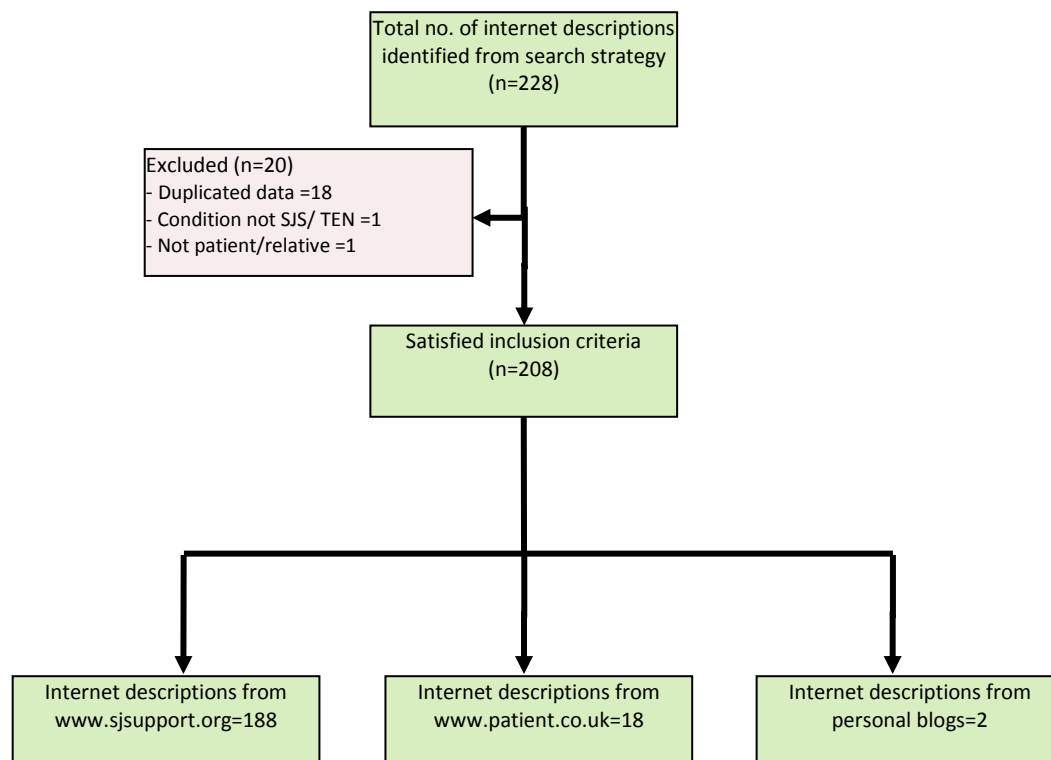 Total no. of internet descriptions
identified from search strategy
(n=228)
Excluded (n=20)
- Duplicated data =18
- Condition not SJS/ TEN =1
- Not patient/relative =1
Satisfied inclusion criteria
(n=208)
Internet descriptions from
www.sjsupport.org=188
Internet descriptions from
www.patient.co.uk=18
Internet descriptions from
personal blogs=2